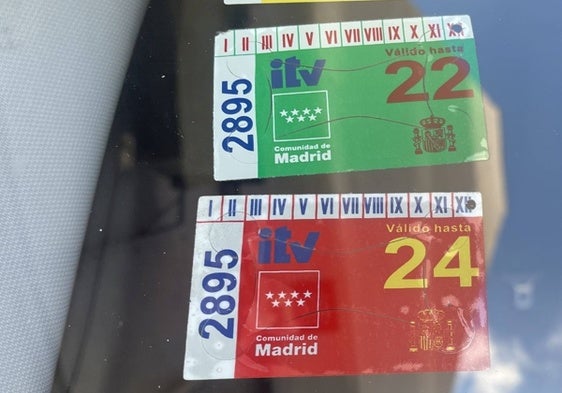 I II III IV V VI VII VIII IX X XI XII
Válido hasta
itv
22
2895
Comunidad de
Madrid
I II III IV V VI VII VIII IX X XI XII
Válido hasta
itv
24
2895
Comunidad de
Madrid